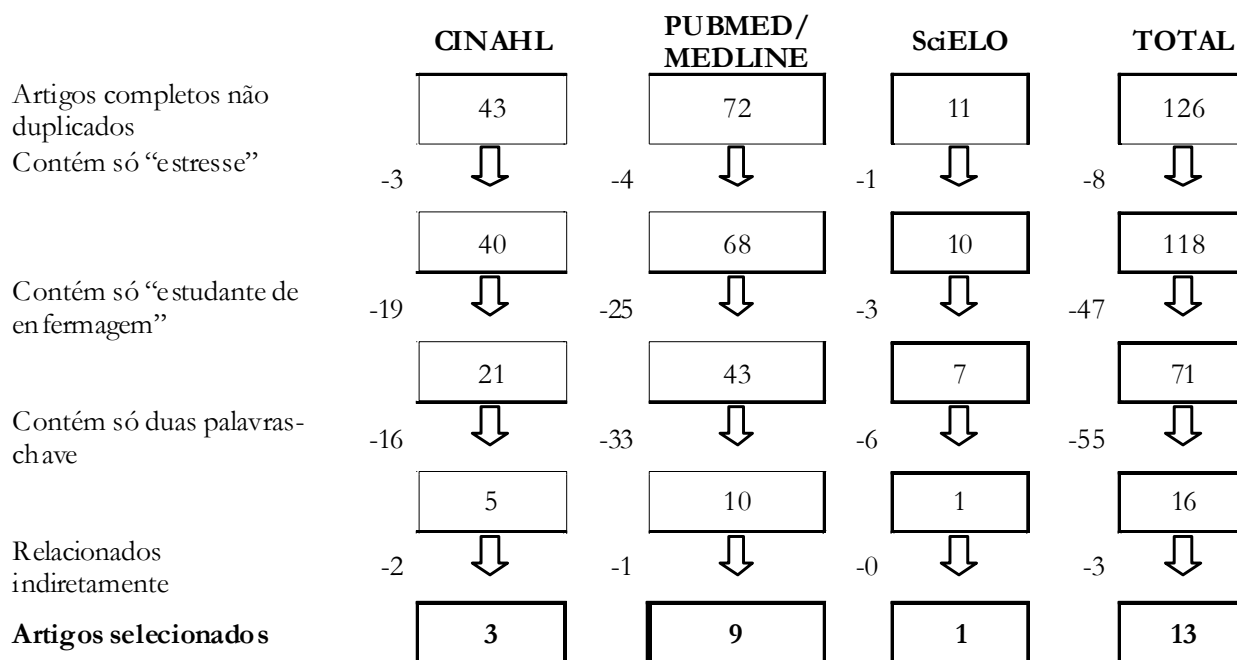 CINAHL PUBMED/ MEDLINE SciELO TOTAL
Artigos completos não
duplicados
43 72 11 126
Contém só “estresse”
-3 -4 -1 -8
40 68 10 118
Contém só “estudante de
enfermagem”
-19 -25 -3 -47
21 43 7 71
Contém só duas palavras-
chave
-16 -33 -6 -55
5 10 1 16
Relacionados
indiretamente
-2 -1 -0 -3
Artigos selecionados 3 9 1 13